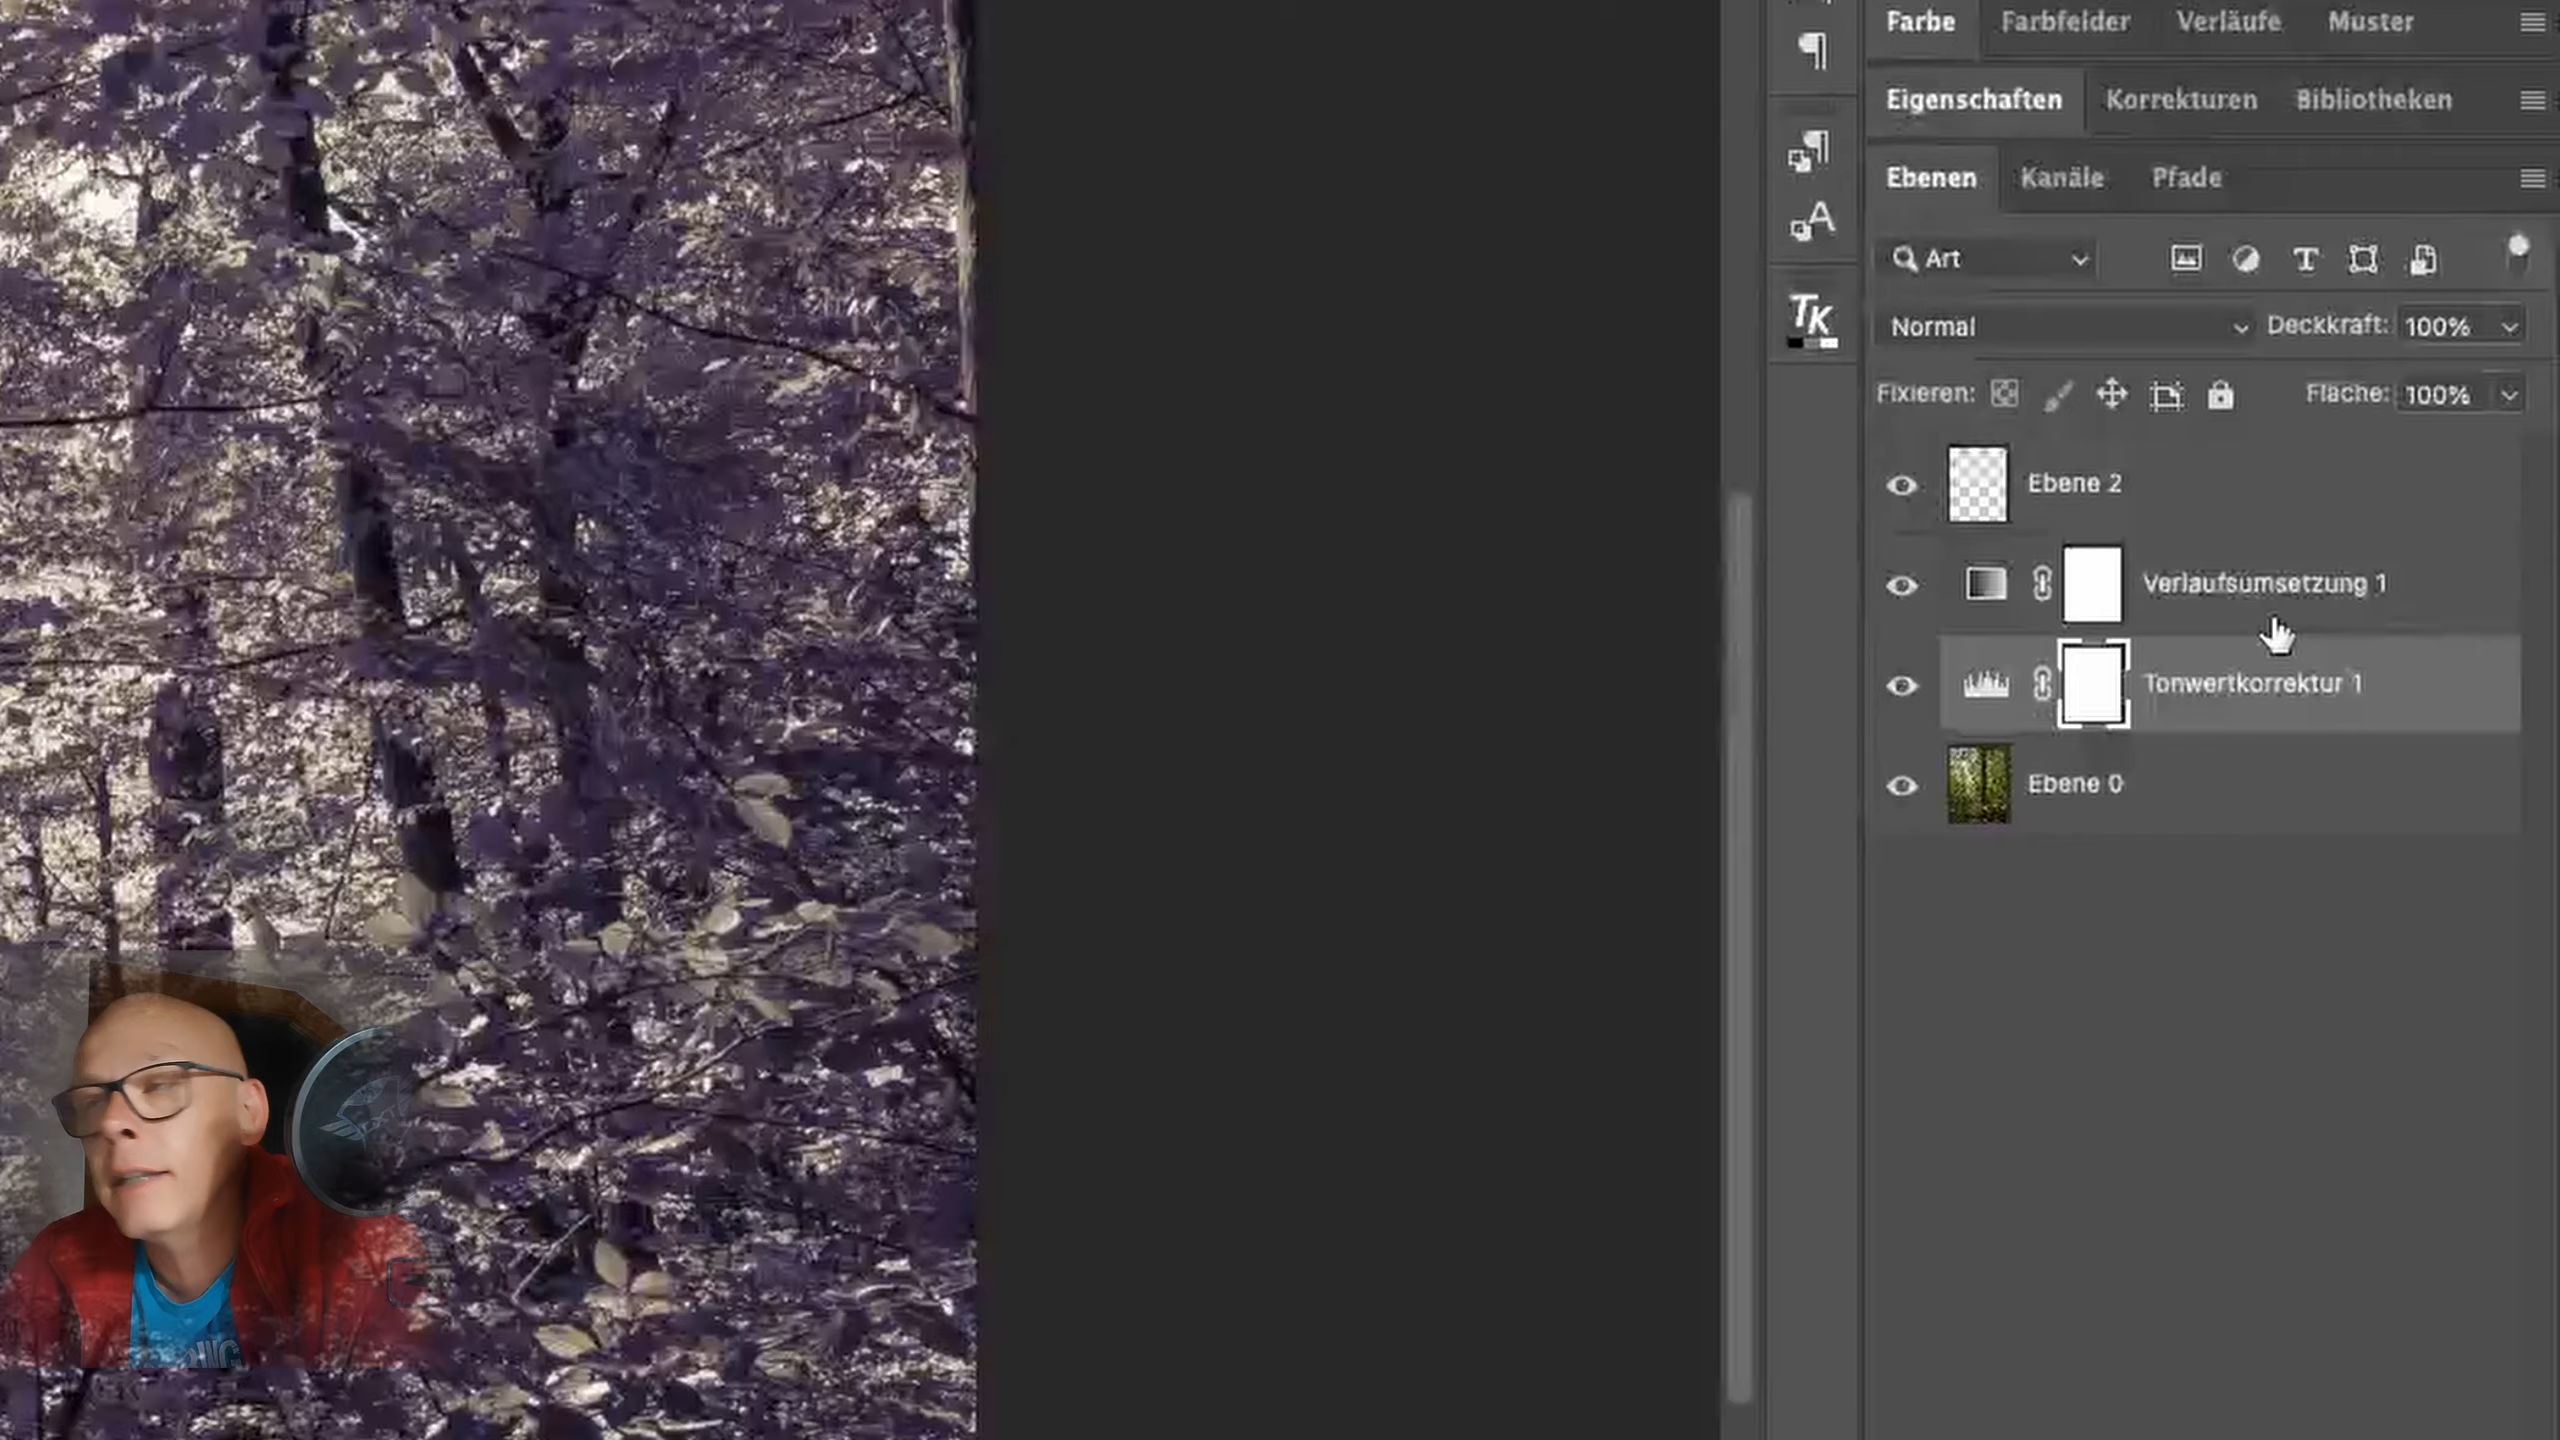 Farbe Farbfelder Verläufe Muster
Eigenschaften Korrekturen Bibliotheken
Ebenen Kanäle Pfade
Art
Normal Deckkraft: 100%
TK
Fixieren: Fläche: 100%
Ebene 2
Verlaufsumsetzung 1
Tonwertkorrektur 1
Ebene 0